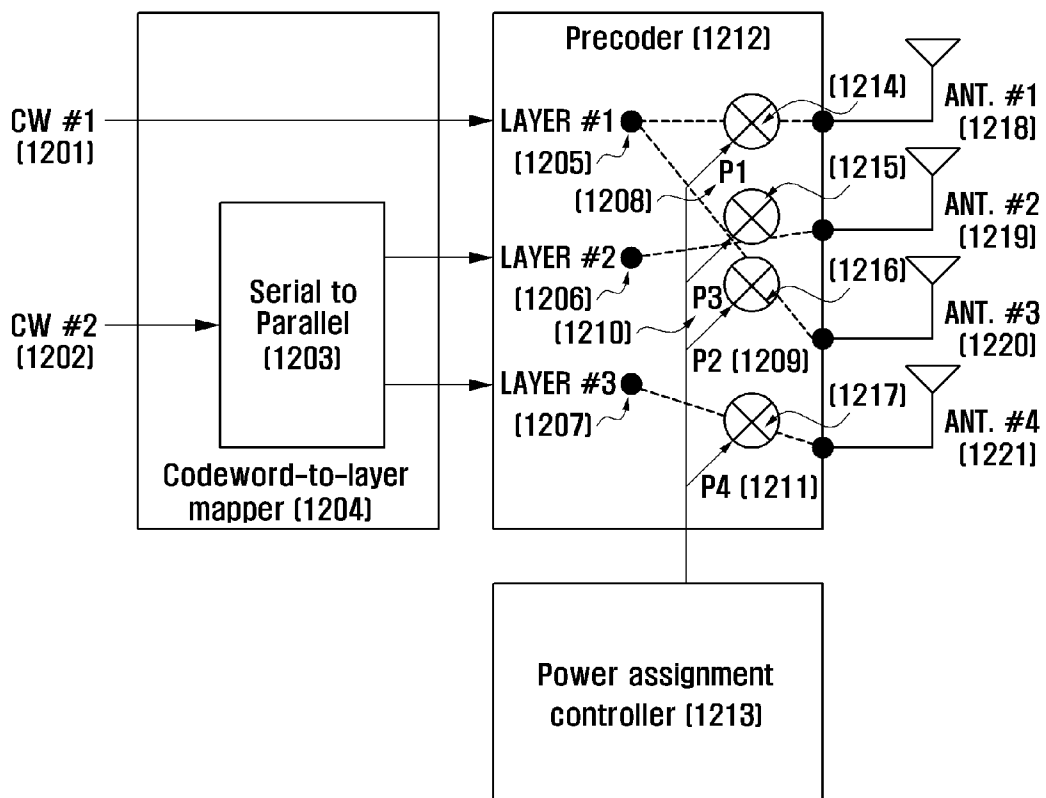 Precoder (1212)
CW #1
(1201)
LAYER #1
(1205)
(1214)
ANT. #1
(1218)
P1
(1208)
(1215)
ANT. #2
(1219)
LAYER #2
(1206)
P3
(1210)
(1216)
CW #2
(1202)
Serial to
Parallel
(1203)
P2 (1209)
ANT. #3
(1220)
LAYER #3
(1207)
(1217)
P4 (1211)
ANT. #4
(1221)
Codeword-to-layer
mapper (1204)
Power assignment
controller (1213)